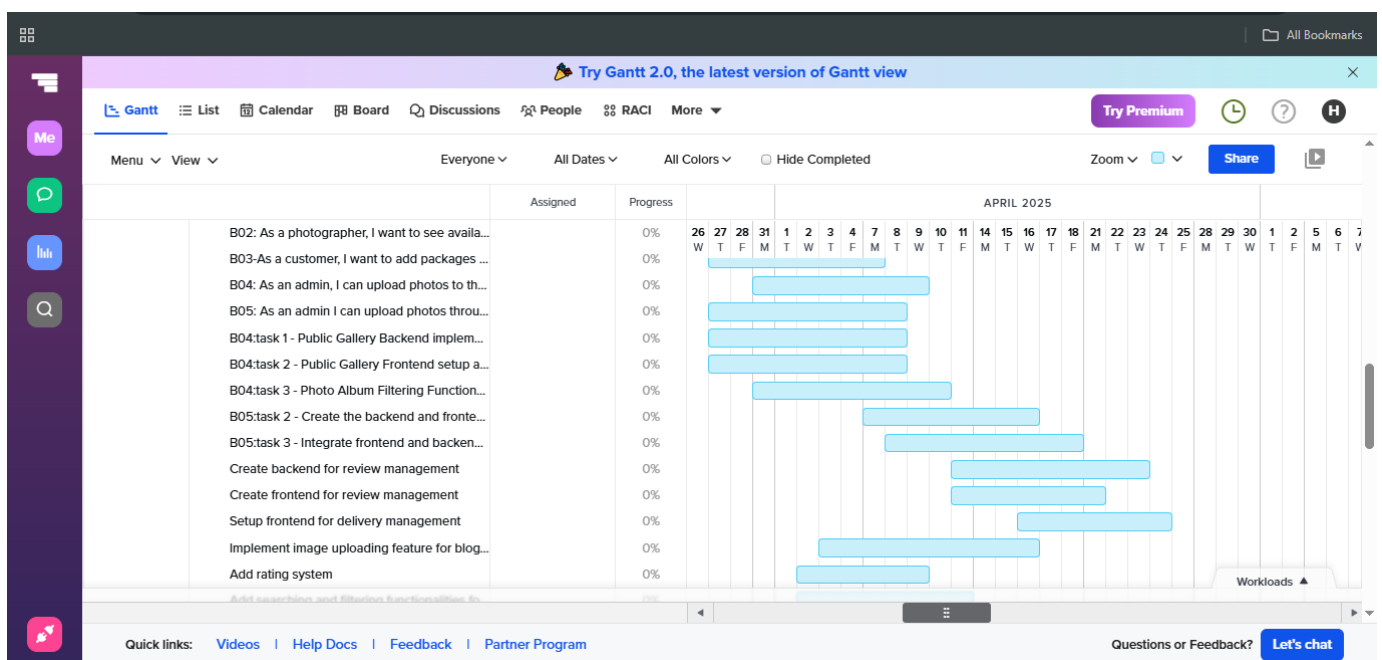 All Bookmarks
Try Gantt 2.0, the latest version of Gantt view
Gantt List Calendar Board Discussions People RACI More Try Premium ? H
Me
Menu View Everyone All Dates All Colors Hide Completed Zoom Share
Assigned Progress APRIL 2025
26 27 28 31 1 2 3 4 7 8 9 10 11 14 15 16 17 18 21 22 23 24 25 28 29 30 1 2 5 6 7
W T F M T W T F M T W T F M T W T F M T W T F M T W T F M T W
B02: As a photographer, I want to see availa... 0%
B03-As a customer, I want to add packages ... 0%
B04: As an admin, I can upload photos to th... 0%
B05: As an admin I can upload photos throu... 0%
B04:task 1 - Public Gallery Backend implem... 0%
B04:task 2 - Public Gallery Frontend setup a... 0%
B04:task 3 - Photo Album Filtering Function... 0%
B05:task 2 - Create the backend and fronte... 0%
B05:task 3 - Integrate frontend and backen... 0%
Create backend for review management 0%
Create frontend for review management 0%
Setup frontend for delivery management 0%
Implement image uploading feature for blog... 0%
Add rating system 0%
Workloads
Add searching and filtering functionalities fo... 0%
Quick links: Videos | Help Docs | Feedback | Partner Program Questions or Feedback? Let's chat